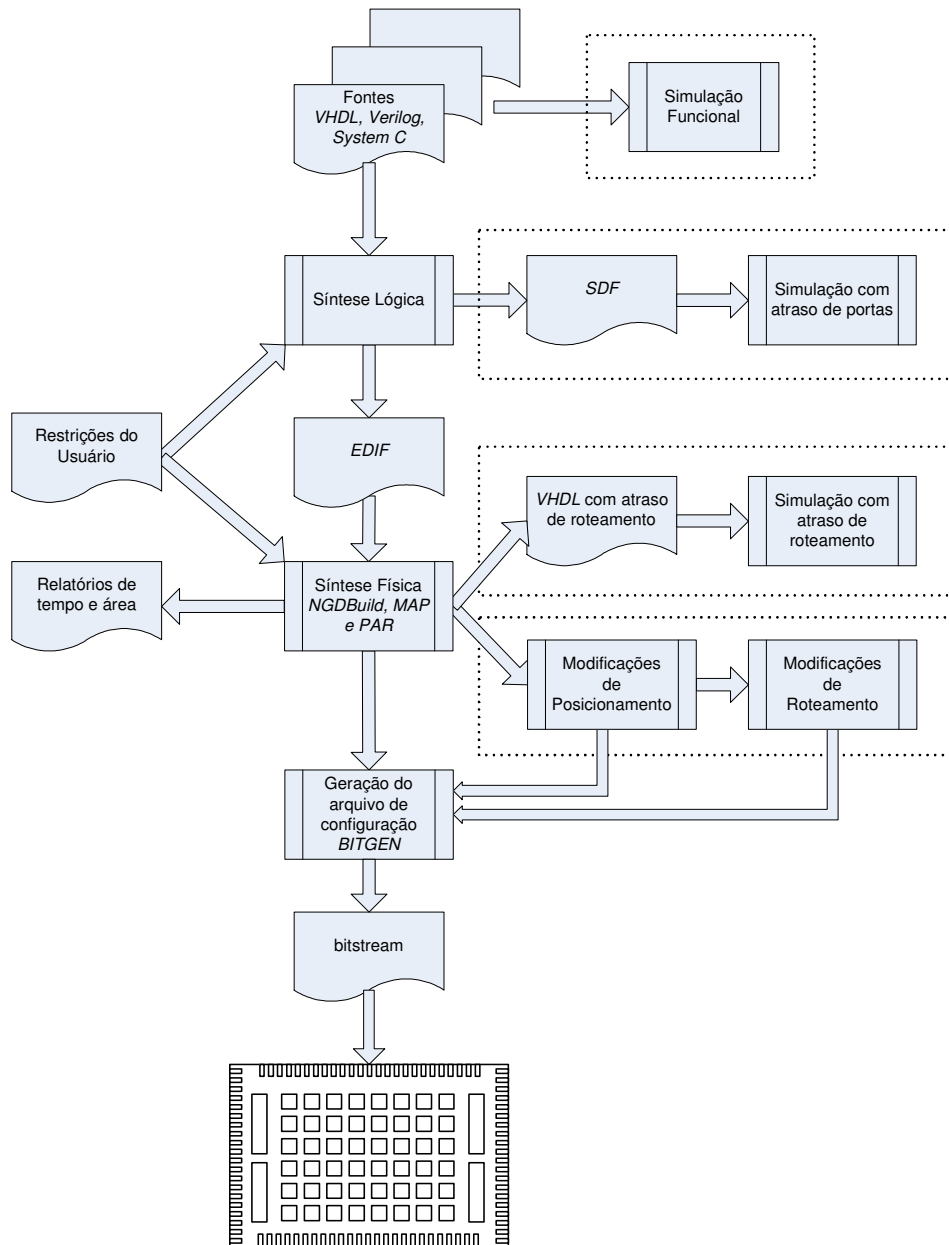 Fontes
VHDL, Verilog,
System C
Simulação
Funcional
Síntese Lógica
SDF
Simulação com
atraso de portas
Restrições do
Usuário
EDIF
VHDL com atraso
de roteamento
Simulação com
atraso de
roteamento
Relatórios de
tempo e área
Síntese Física
NGDBuild, MAP
e PAR
Modificações
de
Posicionamento
Modificações
de
Roteamento
Geração do
arquivo de
configuração
BITGEN
bitstream